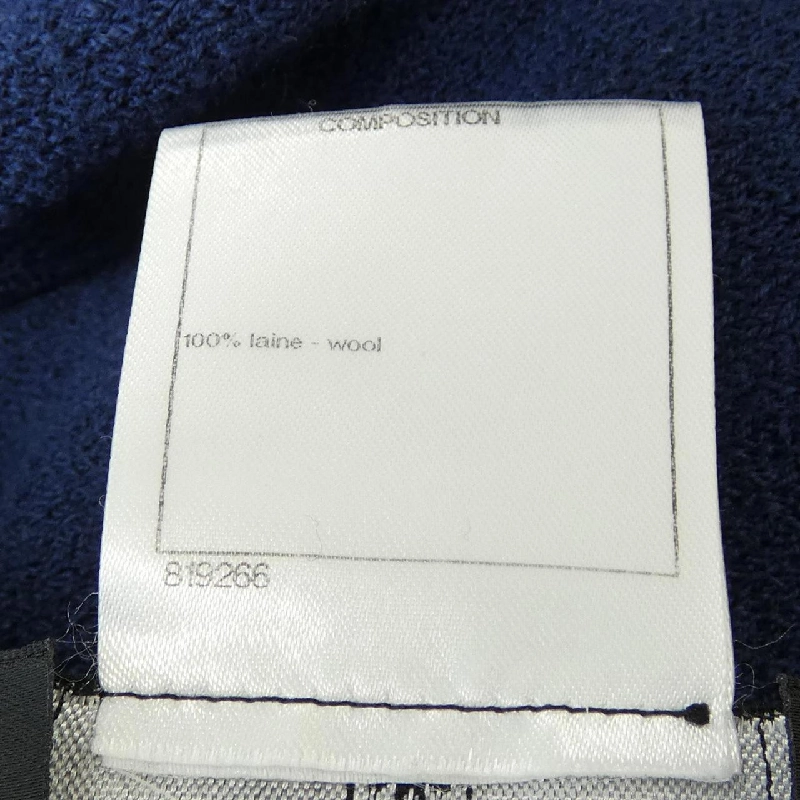 COMPOSITION
100% laine - wool
819266